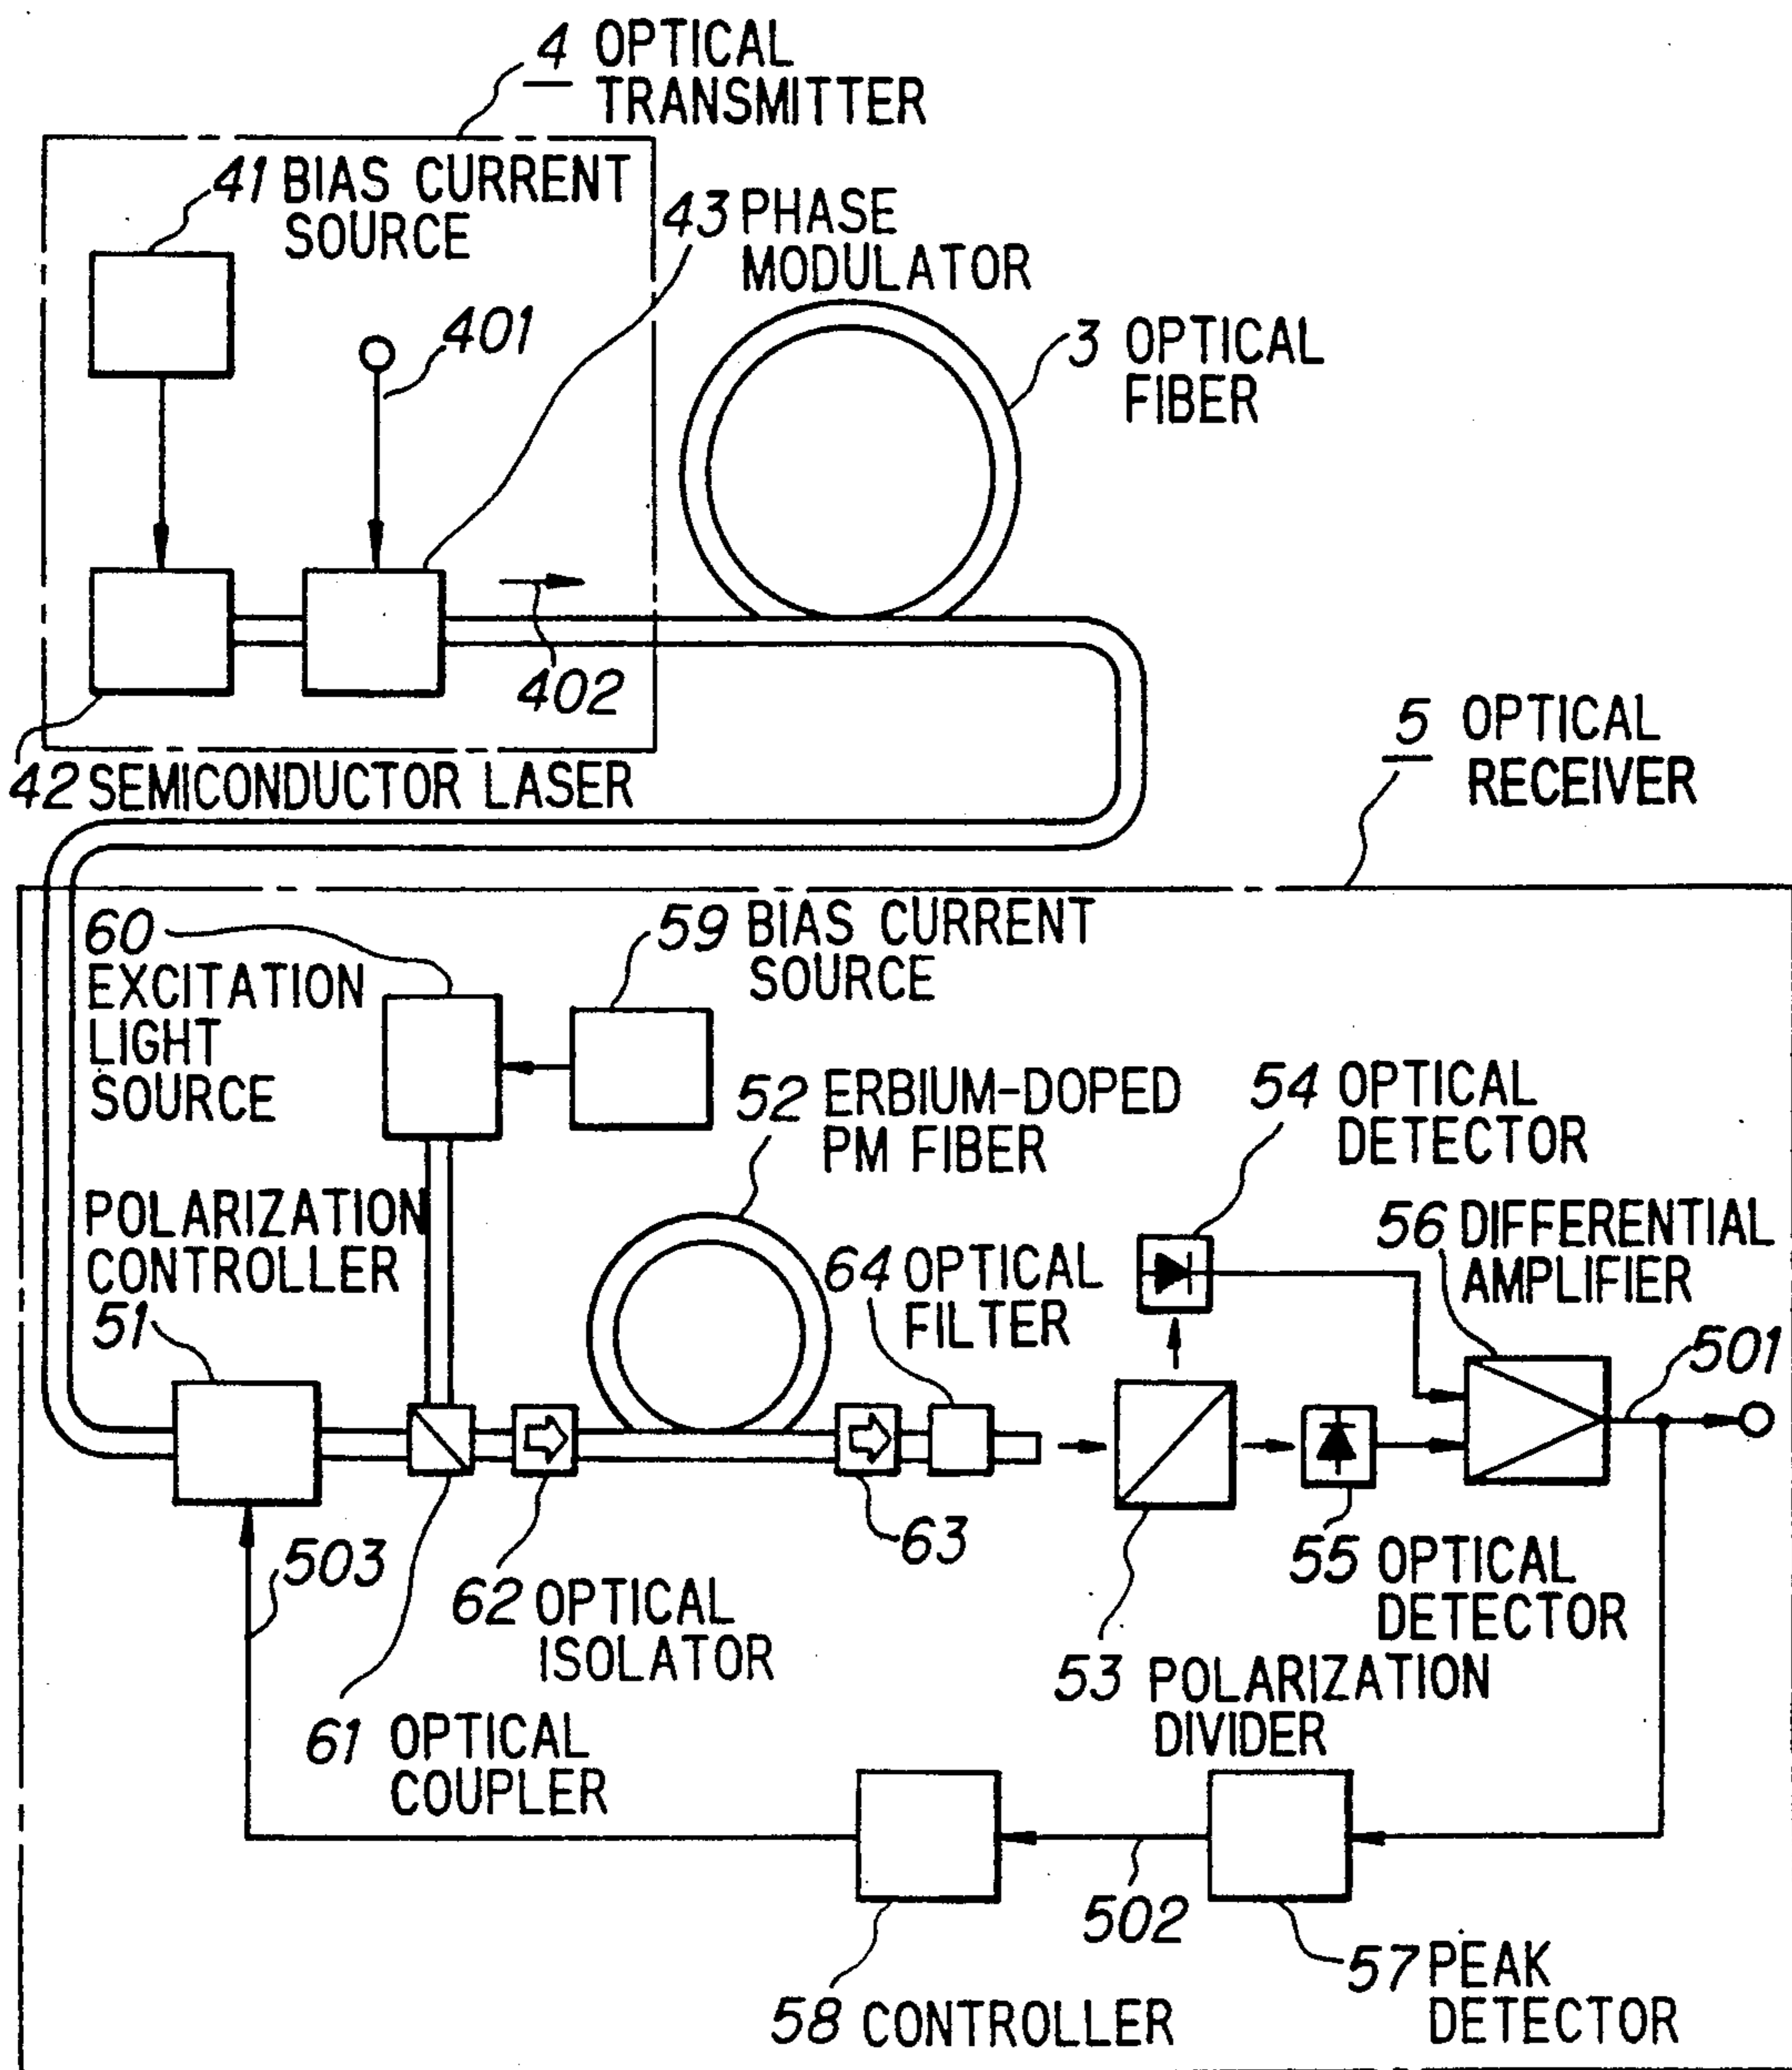 4 OPTICAL
TRANSMITTER
41 BIAS CURRENT
SOURCE
43 PHASE
MODULATOR
401
3 OPTICAL
FIBER
402
42 SEMICONDUCTOR LASER
5 OPTICAL
RECEIVER
60
EXCITATION
LIGHT
SOURCE
59 BIAS CURRENT
SOURCE
52 ERBIUM-DOPED
PM FIBER
54 OPTICAL
DETECTOR
POLARIZATION
CONTROLLER
51
64 OPTICAL
FILTER
56 DIFFERENTIAL
AMPLIFIER
501
503
62 OPTICAL
ISOLATOR
63
55 OPTICAL
DETECTOR
61 OPTICAL
COUPLER
53 POLARIZATION
DIVIDER
502
58 CONTROLLER
57 PEAK
DETECTOR